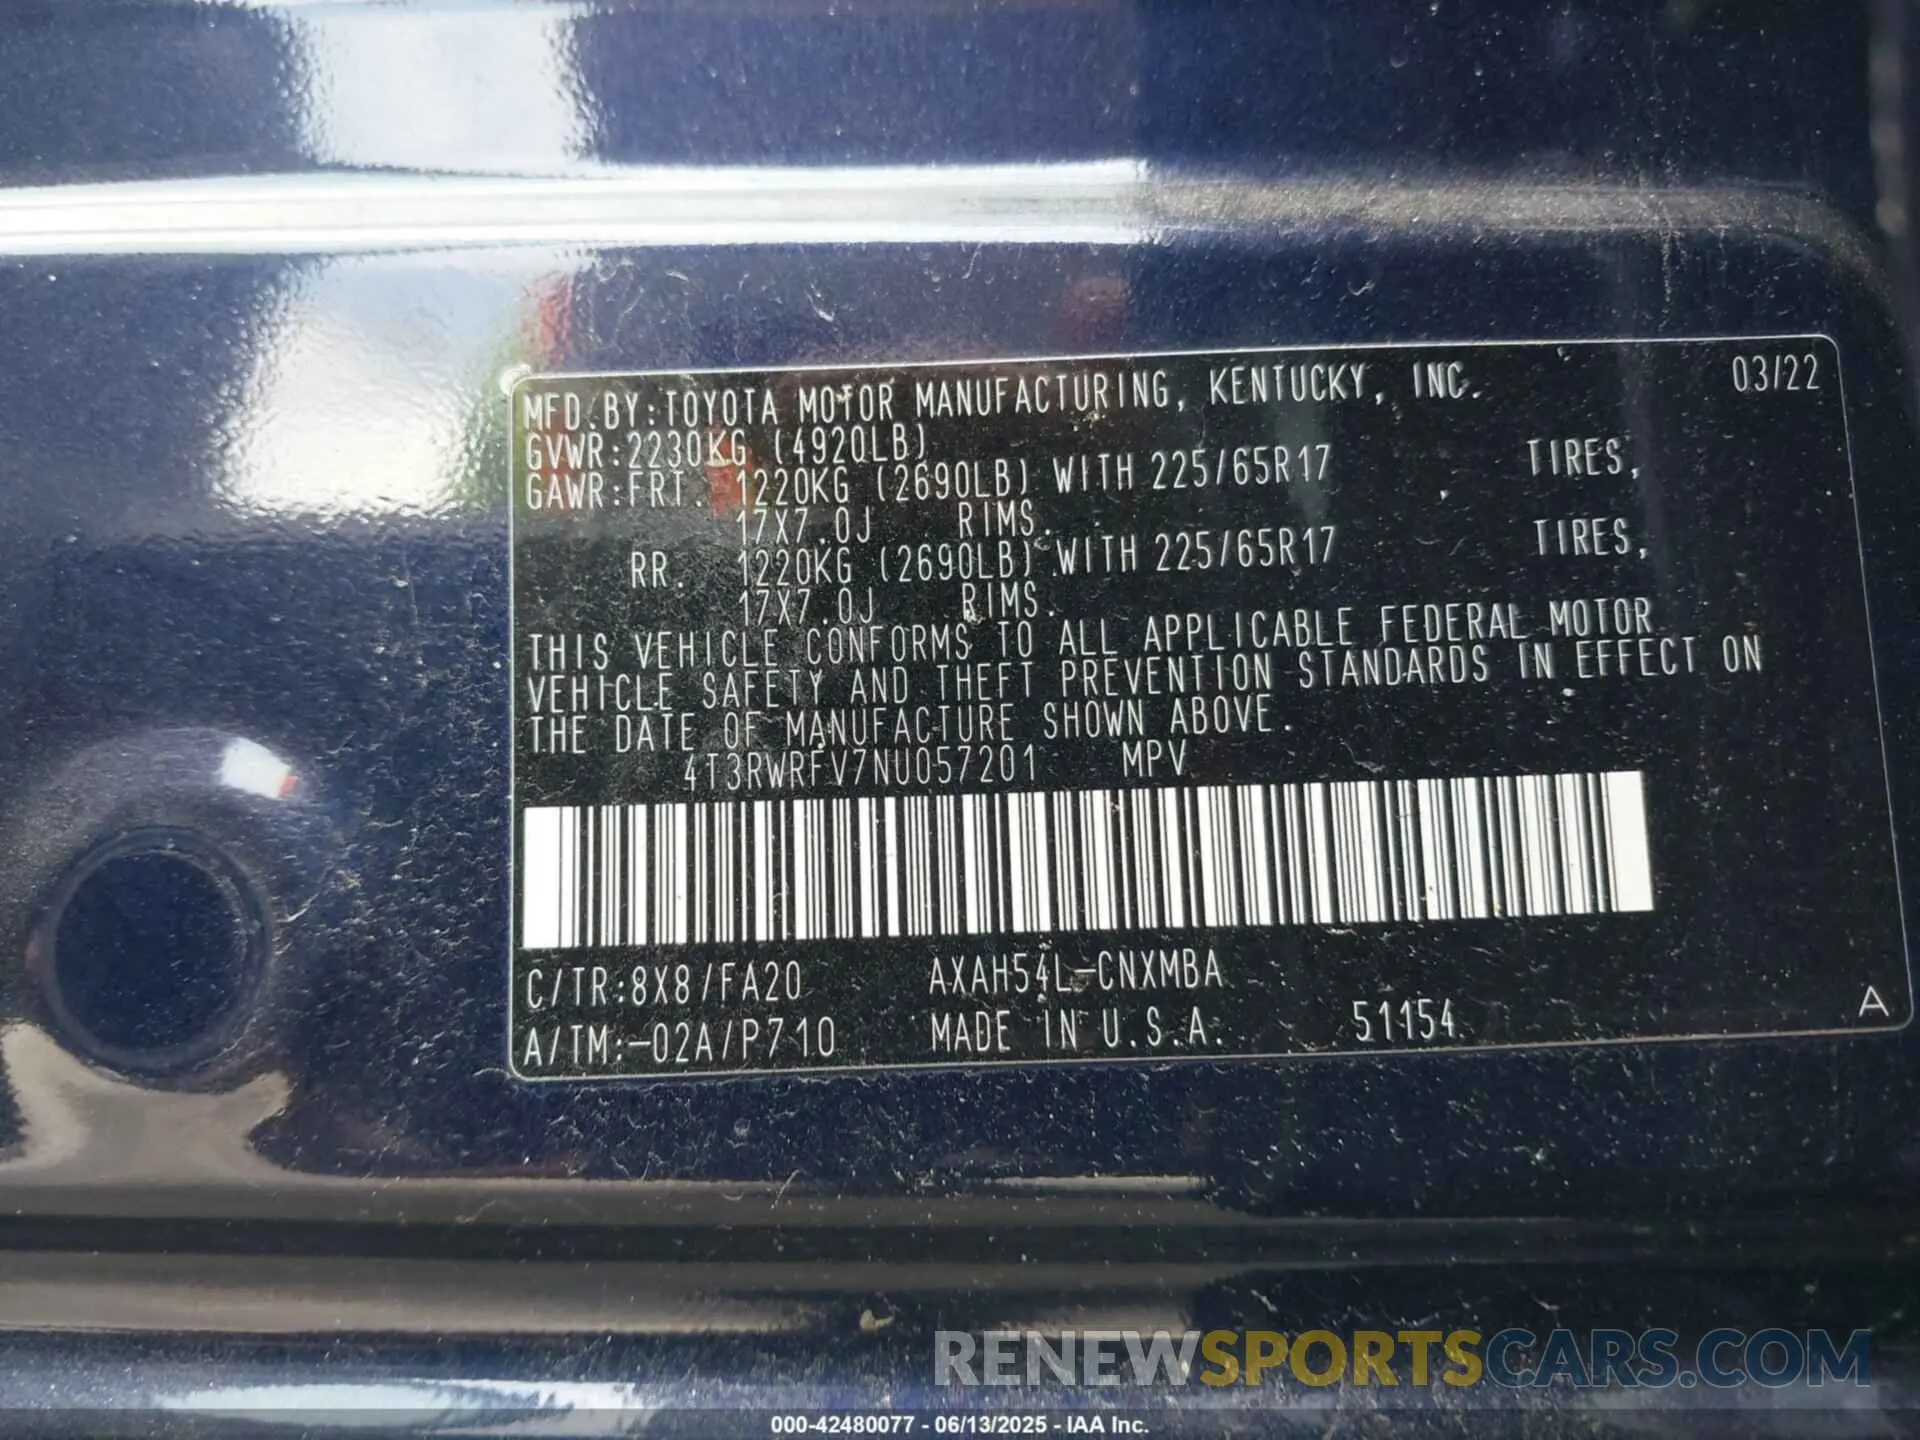 MFD.BY:TOYOTA MOTOR MANUFACTURING, KENTUCKY, INC. 03/22
GVWR:2230KG (4920LB)
GAWR:FRT. 1220KG (2690LB) WITH 225/65R17 TIRES,
17X7.0J RIMS.
RR. 1220KG (2690LB) WITH 225/65R17 TIRES,
17X7.0J RIMS.
THIS VEHICLE CONFORMS TO ALL APPLICABLE FEDERAL MOTOR
VEHICLE SAFETY AND THEFT PREVENTION STANDARDS IN EFFECT ON
THE DATE OF MANUFACTURE SHOWN ABOVE.
4T3RWRFV7NU057201 MPV
C/TR:8X8/FA20 AXAH54L-CNXMBA
A/TM:-02A/P710 MADE IN U.S.A. 51154 A
RENEWSPORTSCARS.COM
000-42480077 - 06/13/2025 - IAA Inc.